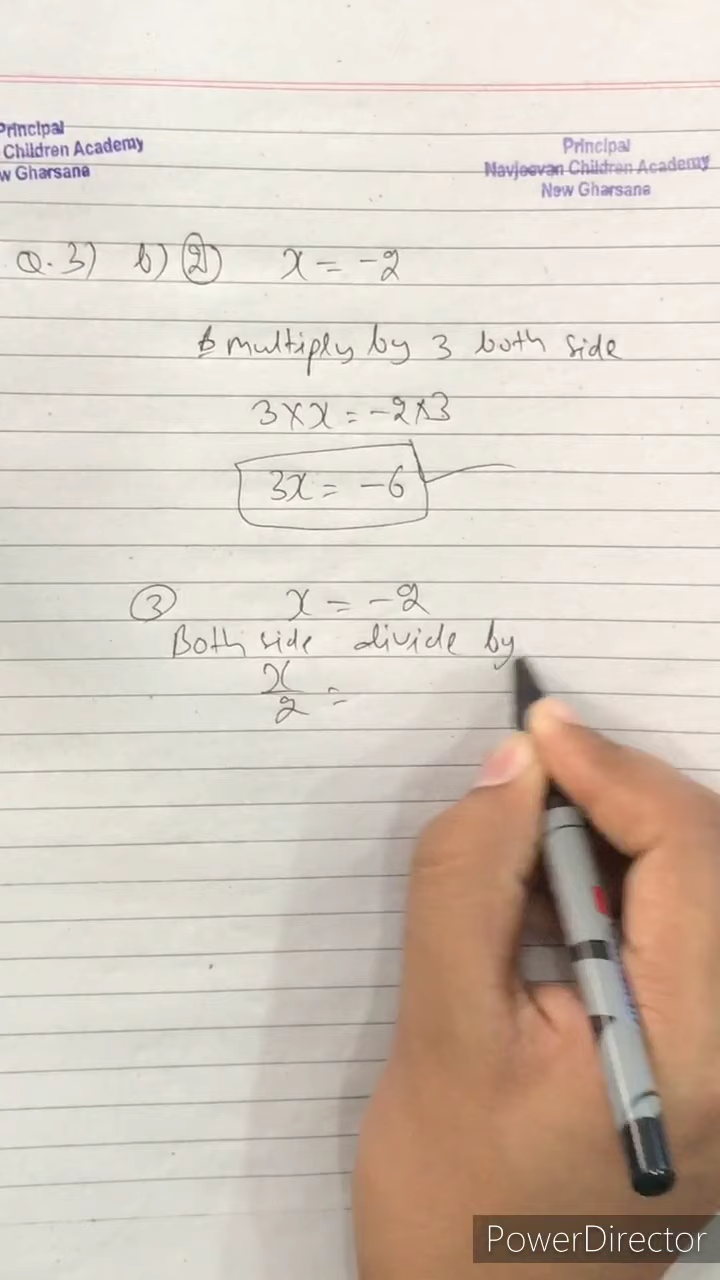 Principal
Children Academy
w Gharsana
Principal
Navjeevan Children Academy
New Gharsana
Q.3) b) (2) x = -2
multiply by 3 both side
3×x = -2×3
3x = -6
(3) x = -2
Both side divide by
x/2 =
PowerDirector